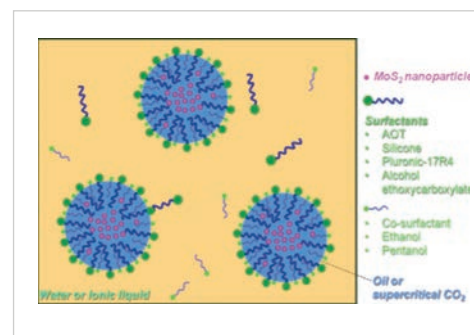 MoS2 nanoparticle
Surfactants
AOT
Silicone
Pluronic-17R4
Alcohol
ethoxycarboxylate
Co-surfactant
Ethanol
Pentanol
Oil or
supercritical CO2
Water or Ionic liquid